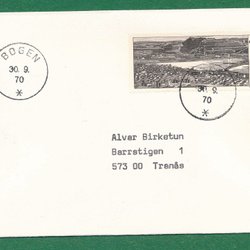 BOGEN
30. 9.
70
30. 9.
70
Alvar Birketun
Barrstigen 1
573 00 Tranås